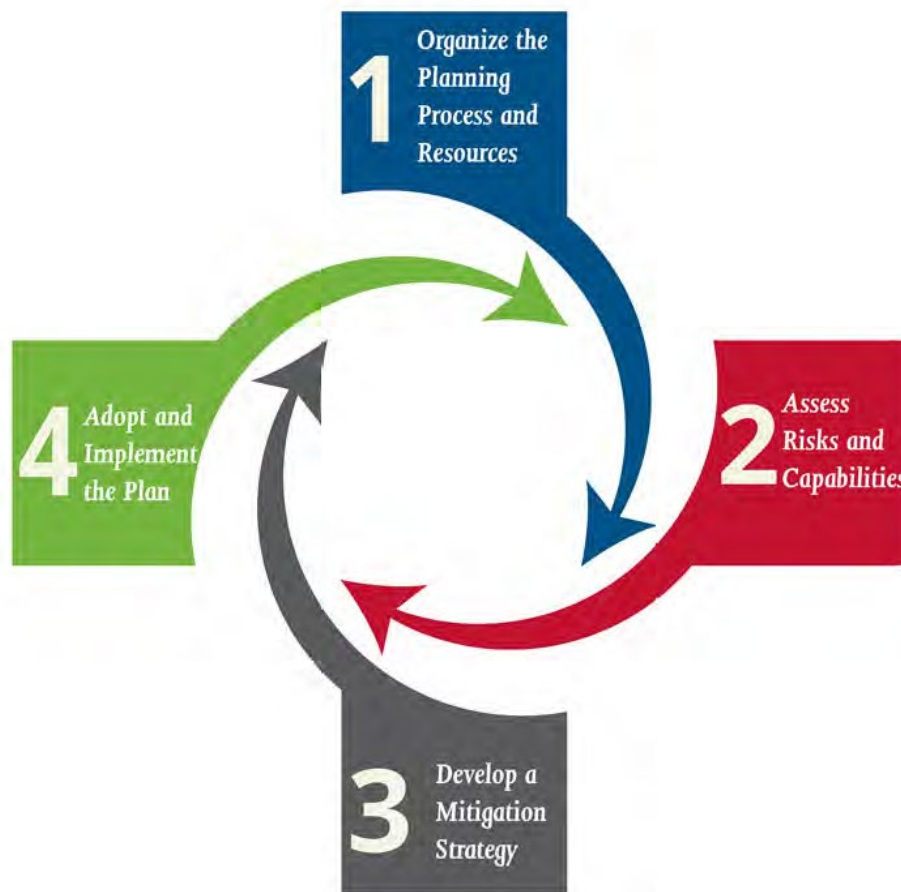 1
Organize the
Planning
Process and
Resources
2
Assess
Risks and
Capabilities
3
Develop a
Mitigation
Strategy
4
Adopt and
Implement
the Plan